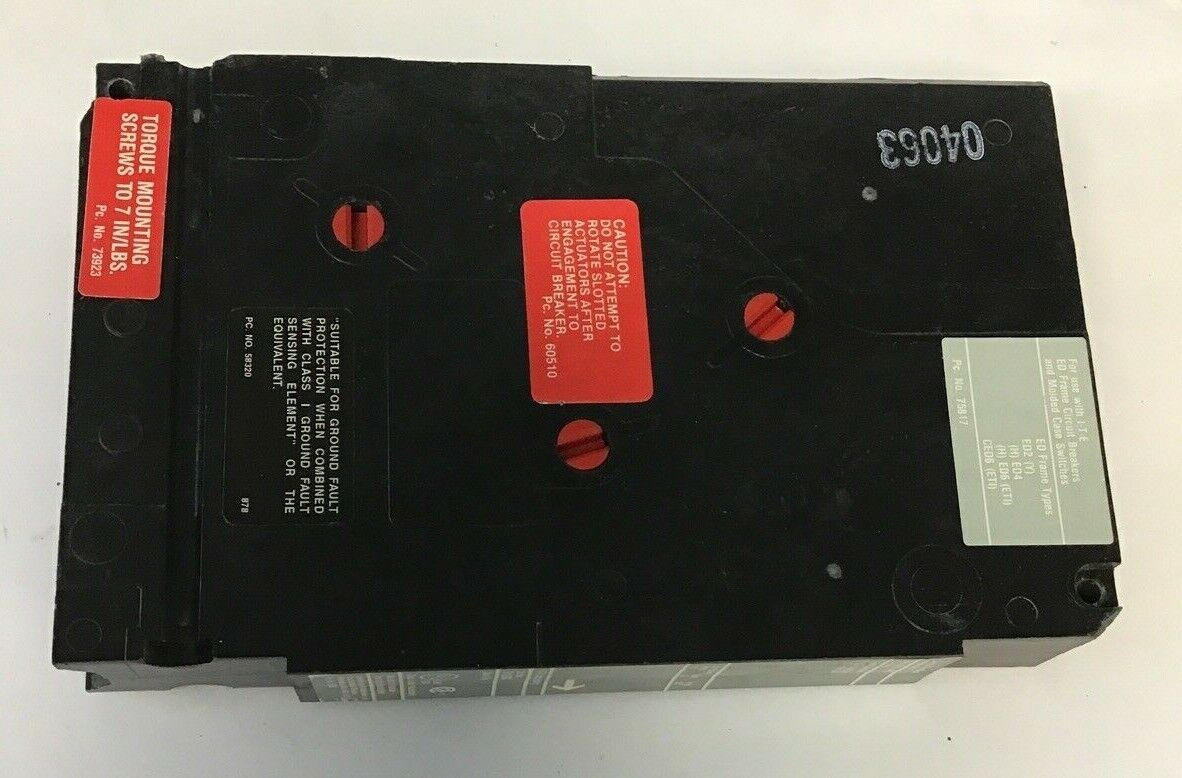 TORQUE MOUNTING
SCREWS TO 7 IN/LBS.
Pc. No. 73923
"SUITABLE FOR GROUND FAULT
PROTECTION WHEN COMBINED
WITH CLASS I GROUND FAULT
SENSING ELEMENT" OR THE
EQUIVALENT.
PC. NO. 58320
878
CAUTION:
DO NOT ATTEMPT TO
ROTATE SLOTTED
ACTUATORS AFTER
ENGAGEMENT TO
CIRCUIT BREAKER.
Pc. No. 60510
04063
For use with I-T-E
ED Frame Circuit Breakers
and Molded Case Switches
ED Frame Types:
ED2 (Y)
(H) ED4
(H) ED6 (ETI)
CED6 (ETI)
Pc. No. 75817